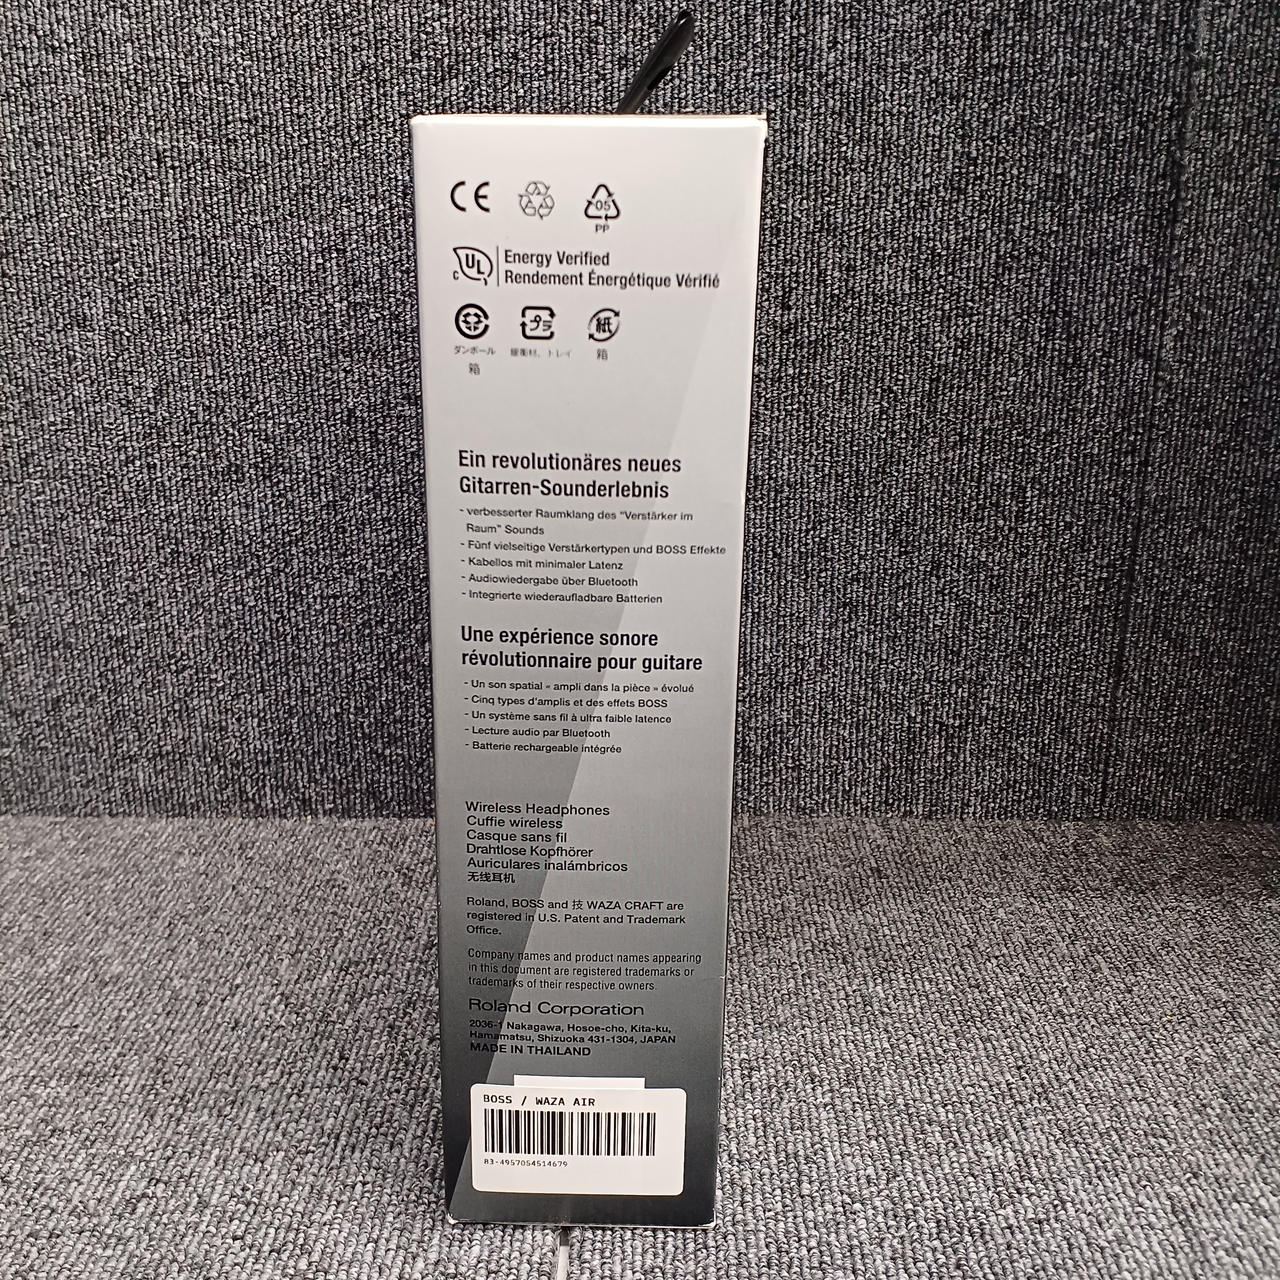 CE
05
PP
c UL
Energy Verified
Rendement Énergétique Vérifié
プラ
紙
ダンボール
箱
緩衝材、トレイ
箱
Ein revolutionäres neues
Gitarren-Sounderlebnis
- verbesserter Raumklang des "Verstärker im
Raum" Sounds
- Fünf vielseitige Verstärkertypen und BOSS Effekte
- Kabellos mit minimaler Latenz
- Audiowiedergabe über Bluetooth
- Integrierte wiederaufladbare Batterien
Une expérience sonore
révolutionnaire pour guitare
- Un son spatial « ampli dans la pièce » évolué
- Cinq types d'amplis et des effets BOSS
- Un système sans fil à ultra faible latence
- Lecture audio par Bluetooth
- Batterie rechargeable intégrée
Wireless Headphones
Cuffie wireless
Casque sans fil
Drahtlose Kopfhörer
Auriculares inalámbricos
无线耳机
Roland, BOSS and 技 WAZA CRAFT are
registered in U.S. Patent and Trademark
Office.
Company names and product names appearing
in this document are registered trademarks or
trademarks of their respective owners.
Roland Corporation
2036-1 Nakagawa, Hosoe-cho, Kita-ku,
Hamamatsu, Shizuoka 431-1304, JAPAN
MADE IN THAILAND
BOSS / WAZA AIR
83-4957054514679